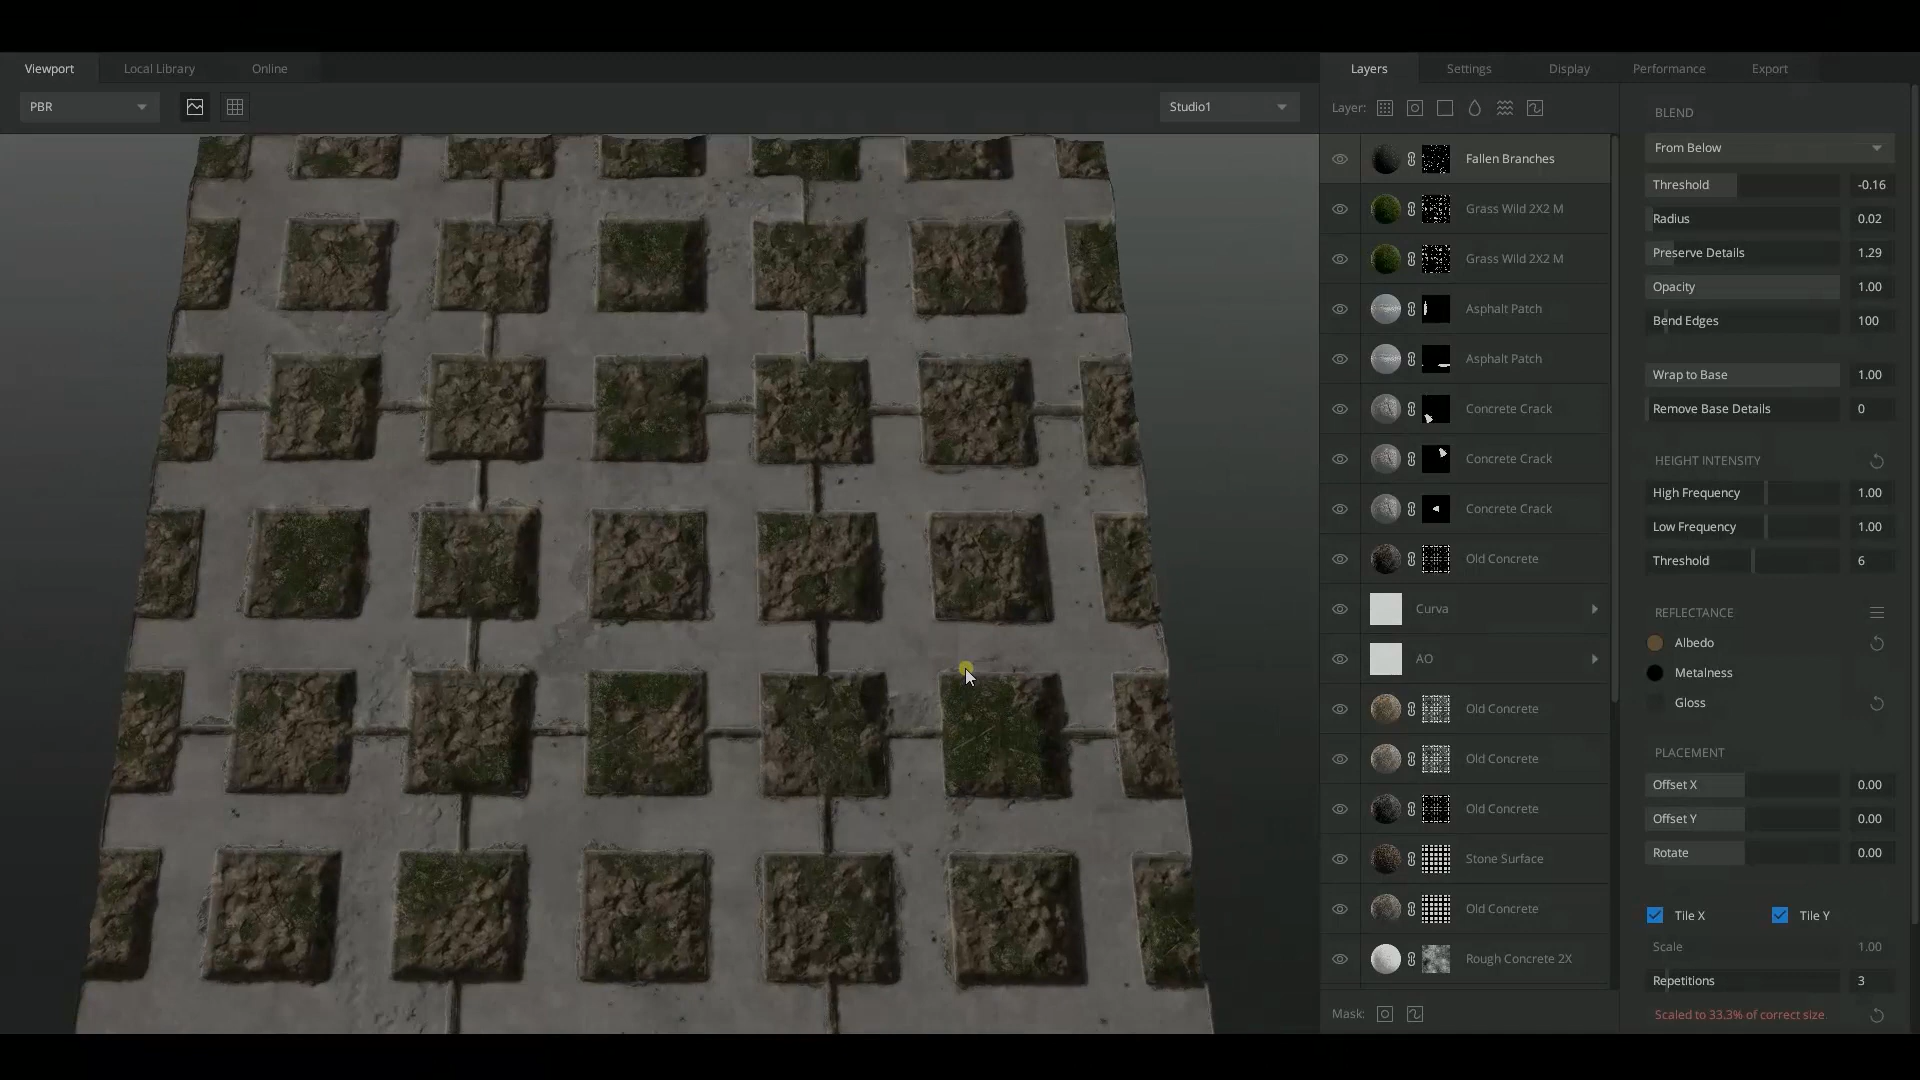 Viewport
Local Library
Online
PBR
Studio1
Layers
Settings
Display
Performance
Export
Layer:
Fallen Branches
Grass Wild 2X2 M
Grass Wild 2X2 M
Asphalt Patch
Asphalt Patch
Concrete Crack
Concrete Crack
Concrete Crack
Old Concrete
Curva
AO
Old Concrete
Old Concrete
Old Concrete
Stone Surface
Old Concrete
Rough Concrete 2X
Mask:
BLEND
From Below
Threshold -0.16
Radius 0.02
Preserve Details 1.29
Opacity 1.00
Bend Edges 100
Wrap to Base 1.00
Remove Base Details 0
HEIGHT INTENSITY
High Frequency 1.00
Low Frequency 1.00
Threshold 6
REFLECTANCE
Albedo
Metalness
Gloss
PLACEMENT
Offset X 0.00
Offset Y 0.00
Rotate 0.00
Tile X Tile Y
Scale 1.00
Repetitions 3
Scaled to 33.3% of correct size